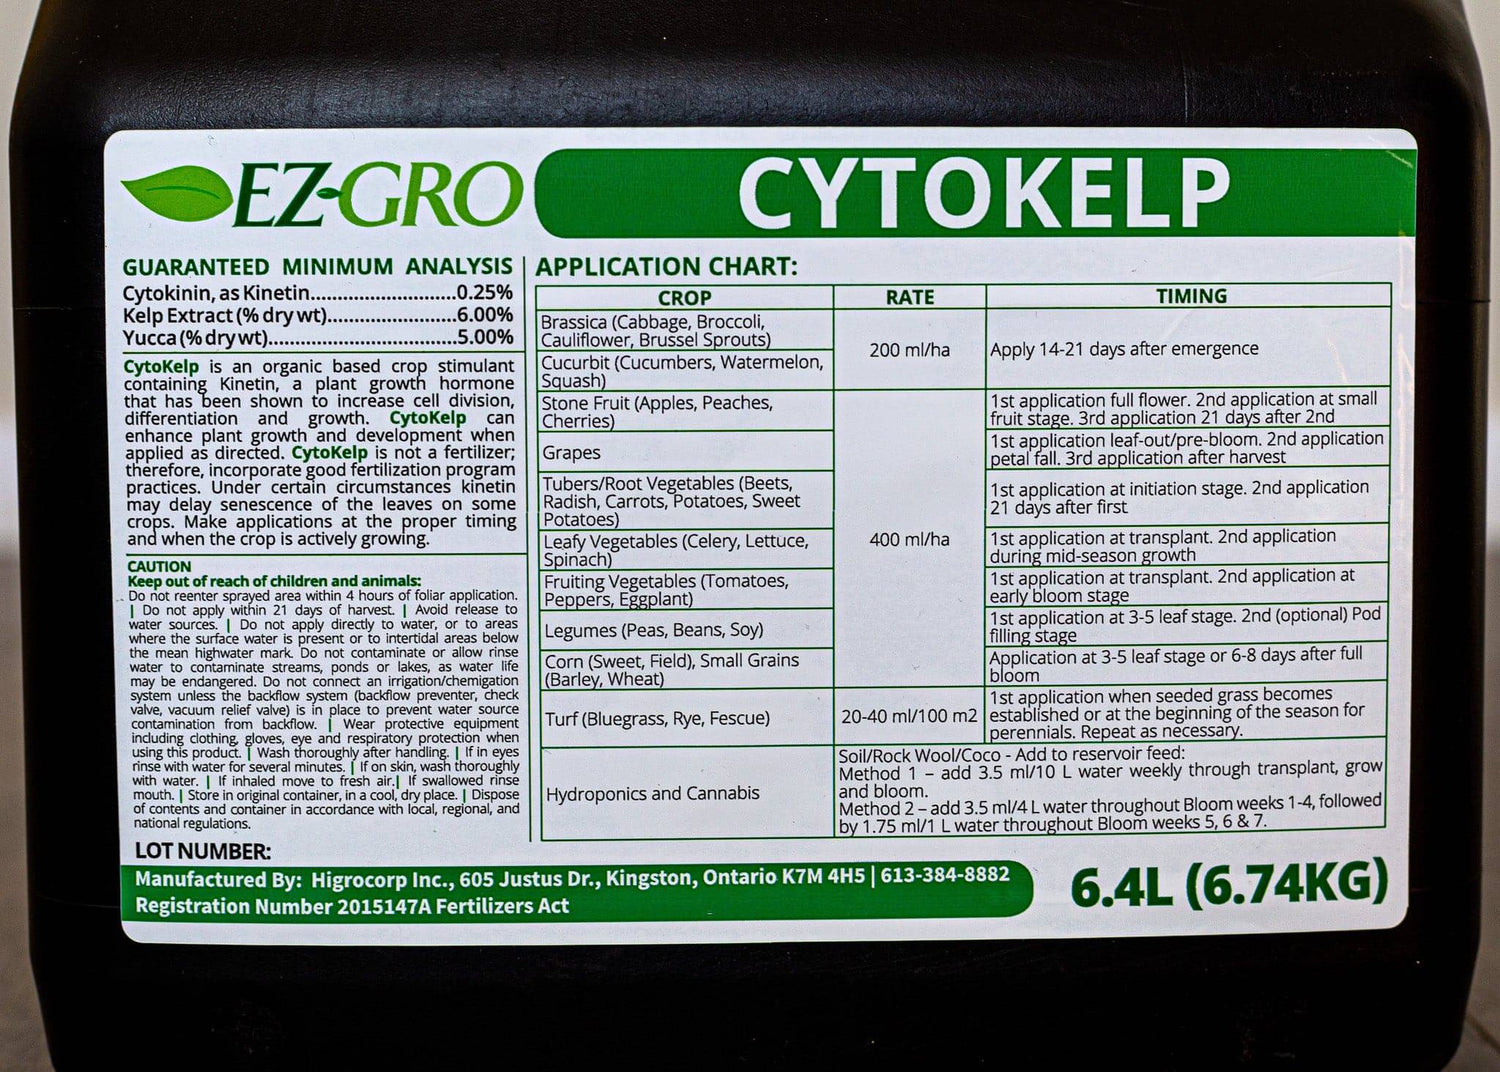 EZ-GRO
CYTOKELP
GUARANTEED MINIMUM ANALYSIS
Cytokinin, as Kinetin..........................0.25%
Kelp Extract (% dry wt).......................6.00%
Yucca (% dry wt)..................................5.00%
CytoKelp is an organic based crop stimulant
containing Kinetin, a plant growth hormone
that has been shown to increase cell division,
differentiation and growth. CytoKelp can
enhance plant growth and development when
applied as directed. CytoKelp is not a fertilizer;
therefore, incorporate good fertilization program
practices. Under certain circumstances kinetin
may delay senescence of the leaves on some
crops. Make applications at the proper timing
and when the crop is actively growing.
CAUTION
Keep out of reach of children and animals:
Do not reenter sprayed area within 4 hours of foliar application.
| Do not apply within 21 days of harvest. | Avoid release to
water sources. | Do not apply directly to water, or to areas
where the surface water is present or to intertidal areas below
the mean highwater mark. Do not contaminate or allow rinse
water to contaminate streams, ponds or lakes, as water life
may be endangered. Do not connect an irrigation/chemigation
system unless the backflow system (backflow preventer, check
valve, vacuum relief valve) is in place to prevent water source
contamination from backflow. | Wear protective equipment
including clothing, gloves, eye and respiratory protection when
using this product. | Wash thoroughly after handling. | If in eyes
rinse with water for several minutes. | If on skin, wash thoroughly
with water. | If inhaled move to fresh air.| If swallowed rinse
mouth. | Store in original container, in a cool, dry place. | Dispose
of contents and container in accordance with local, regional, and
national regulations.
LOT NUMBER:
APPLICATION CHART:
CROP RATE TIMING
Brassica (Cabbage, Broccoli,
Cauliflower, Brussel Sprouts)
Cucurbit (Cucumbers, Watermelon,
Squash)
200 ml/ha
Apply 14-21 days after emergence
Stone Fruit (Apples, Peaches,
Cherries)
1st application full flower. 2nd application at small
fruit stage. 3rd application 21 days after 2nd
Grapes
1st application leaf-out/pre-bloom. 2nd application
petal fall. 3rd application after harvest
Tubers/Root Vegetables (Beets,
Radish, Carrots, Potatoes, Sweet
Potatoes)
1st application at initiation stage. 2nd application
21 days after first
400 ml/ha
Leafy Vegetables (Celery, Lettuce,
Spinach)
1st application at transplant. 2nd application
during mid-season growth
Fruiting Vegetables (Tomatoes,
Peppers, Eggplant)
1st application at transplant. 2nd application at
early bloom stage
Legumes (Peas, Beans, Soy)
1st application at 3-5 leaf stage. 2nd (optional) Pod
filling stage
Corn (Sweet, Field), Small Grains
(Barley, Wheat)
Application at 3-5 leaf stage or 6-8 days after full
bloom
Turf (Bluegrass, Rye, Fescue)
20-40 ml/100 m2
1st application when seeded grass becomes
established or at the beginning of the season for
perennials. Repeat as necessary.
Hydroponics and Cannabis
Soil/Rock Wool/Coco - Add to reservoir feed:
Method 1 – add 3.5 ml/10 L water weekly through transplant, grow
and bloom.
Method 2 – add 3.5 ml/4 L water throughout Bloom weeks 1-4, followed
by 1.75 ml/1 L water throughout Bloom weeks 5, 6 & 7.
Manufactured By: Higrocorp Inc., 605 Justus Dr., Kingston, Ontario K7M 4H5 | 613-384-8882
Registration Number 2015147A Fertilizers Act
6.4L (6.74KG)